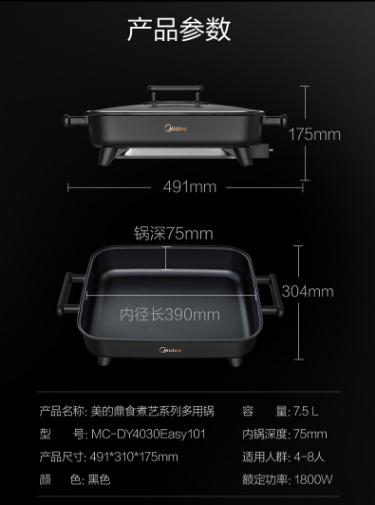 产品参数
Midea
175mm
491mm
锅深75mm
304mm
内径长390mm
Midea
产品名称: 美的鼎食煮艺系列多用锅
容 量: 7.5 L
型 号: MC-DY4030Easy101
内锅深度: 75mm
产品尺寸: 491*310*175mm
适用人群: 4-8人
颜 色: 黑色
额定功率: 1800W